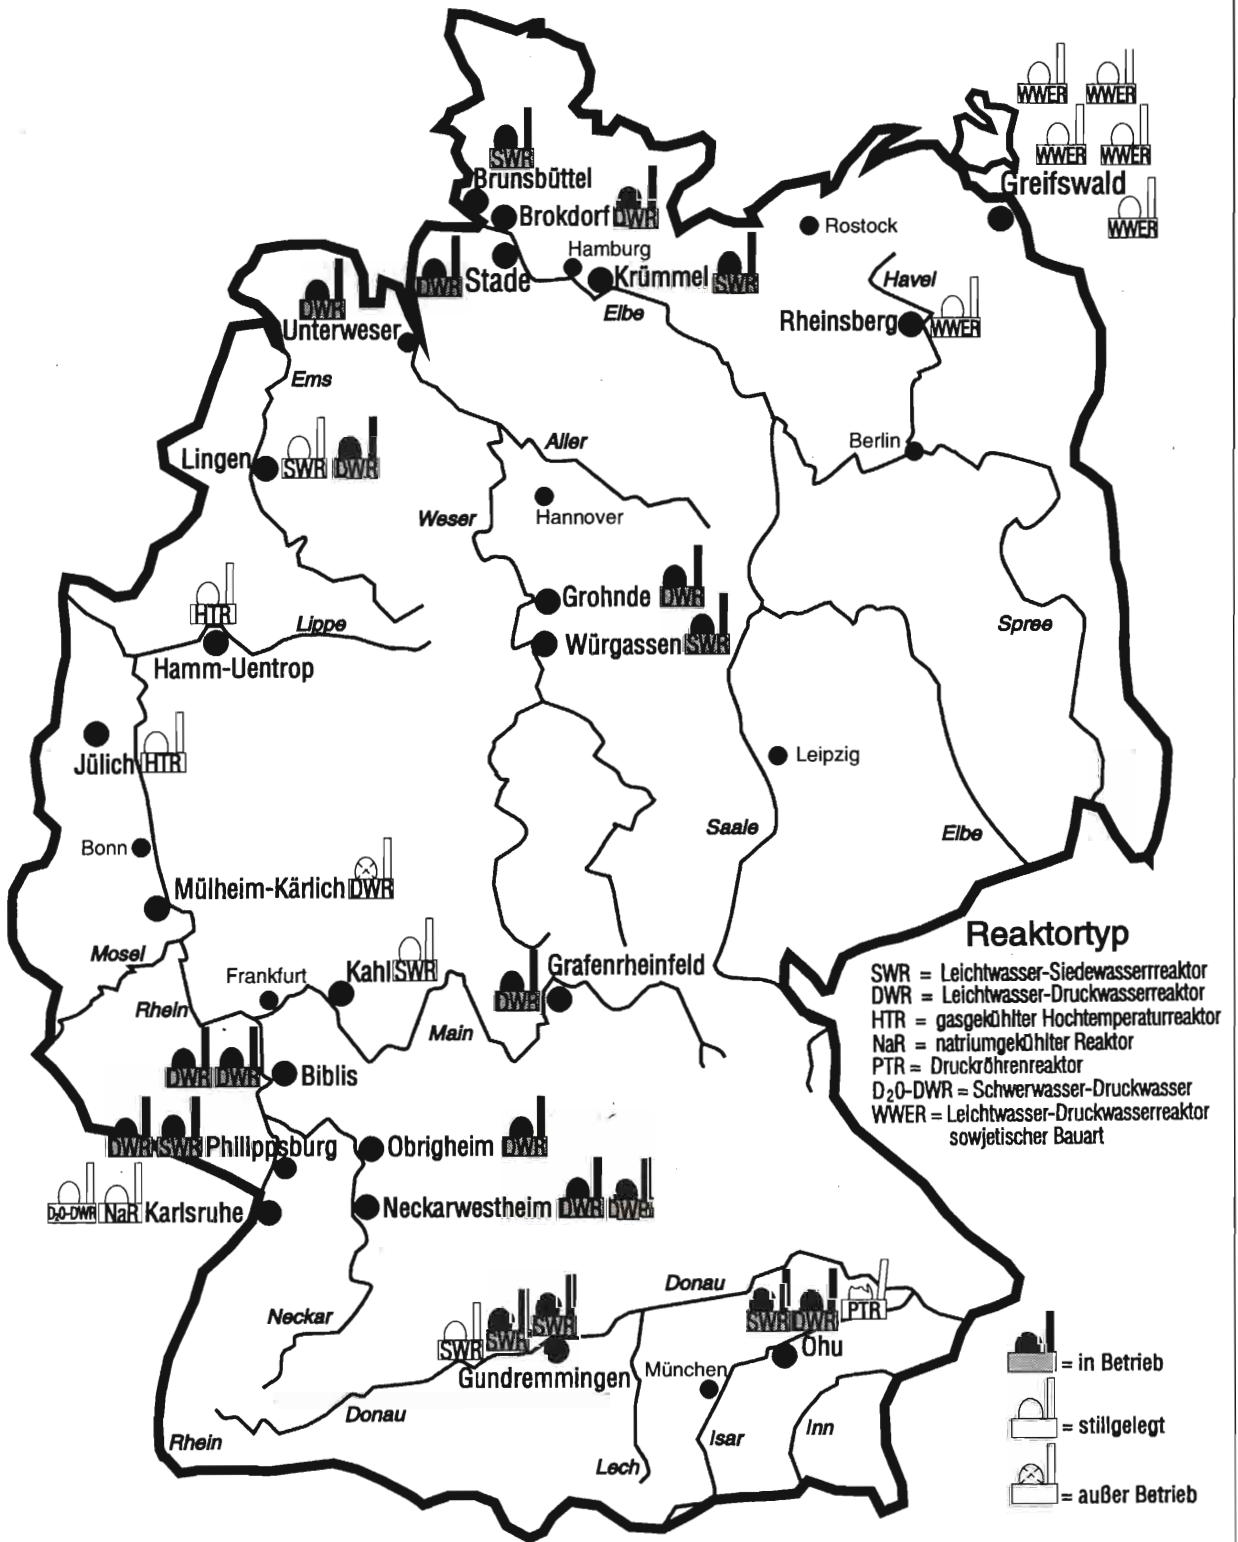 WWER WWER
WWER WWER
Greifswald
WWER
SWR
Brunsbüttel
Brokdorf DWR
Rostock
Hamburg
DWR Stade
Krümmel SWR
Havel
DWR
Elbe
Rheinsberg WWER
Unterweser
Ems
Aller
Berlin
Lingen SWR DWR
Weser
Hannover
HTR
Grohnde DWR
Lippe
Spree
Würgassen SWR
Hamm-Uentrop
Jülich HTR
Leipzig
Saale
Elbe
Bonn
Mülheim-Kärlich DWR
Mosel
Frankfurt
Kahl SWR
Grafenrheinfeld
DWR
Rhein
Main
Reaktortyp
SWR = Leichtwasser-Siedewasserrreaktor
DWR = Leichtwasser-Druckwasserreaktor
HTR = gasgekühlter Hochtemperaturreaktor
NaR = natriumgekühlter Reaktor
PTR = Druckröhrenreaktor
D₂O-DWR = Schwerwasser-Druckwasser
WWER = Leichtwasser-Druckwasserreaktor
sowjetischer Bauart
DWR DWR Biblis
DWR SWR Philippsburg
Obrigheim DWR
D₂O-DWR NaR Karlsruhe
Neckarwestheim DWR DWR
Donau
Neckar
SWR SWR SWR
SWR DWR PTR
Ohu
Gundremmingen
München
Donau
Isar
Inn
Rhein
Lech
= in Betrieb
= stillgelegt
= außer Betrieb